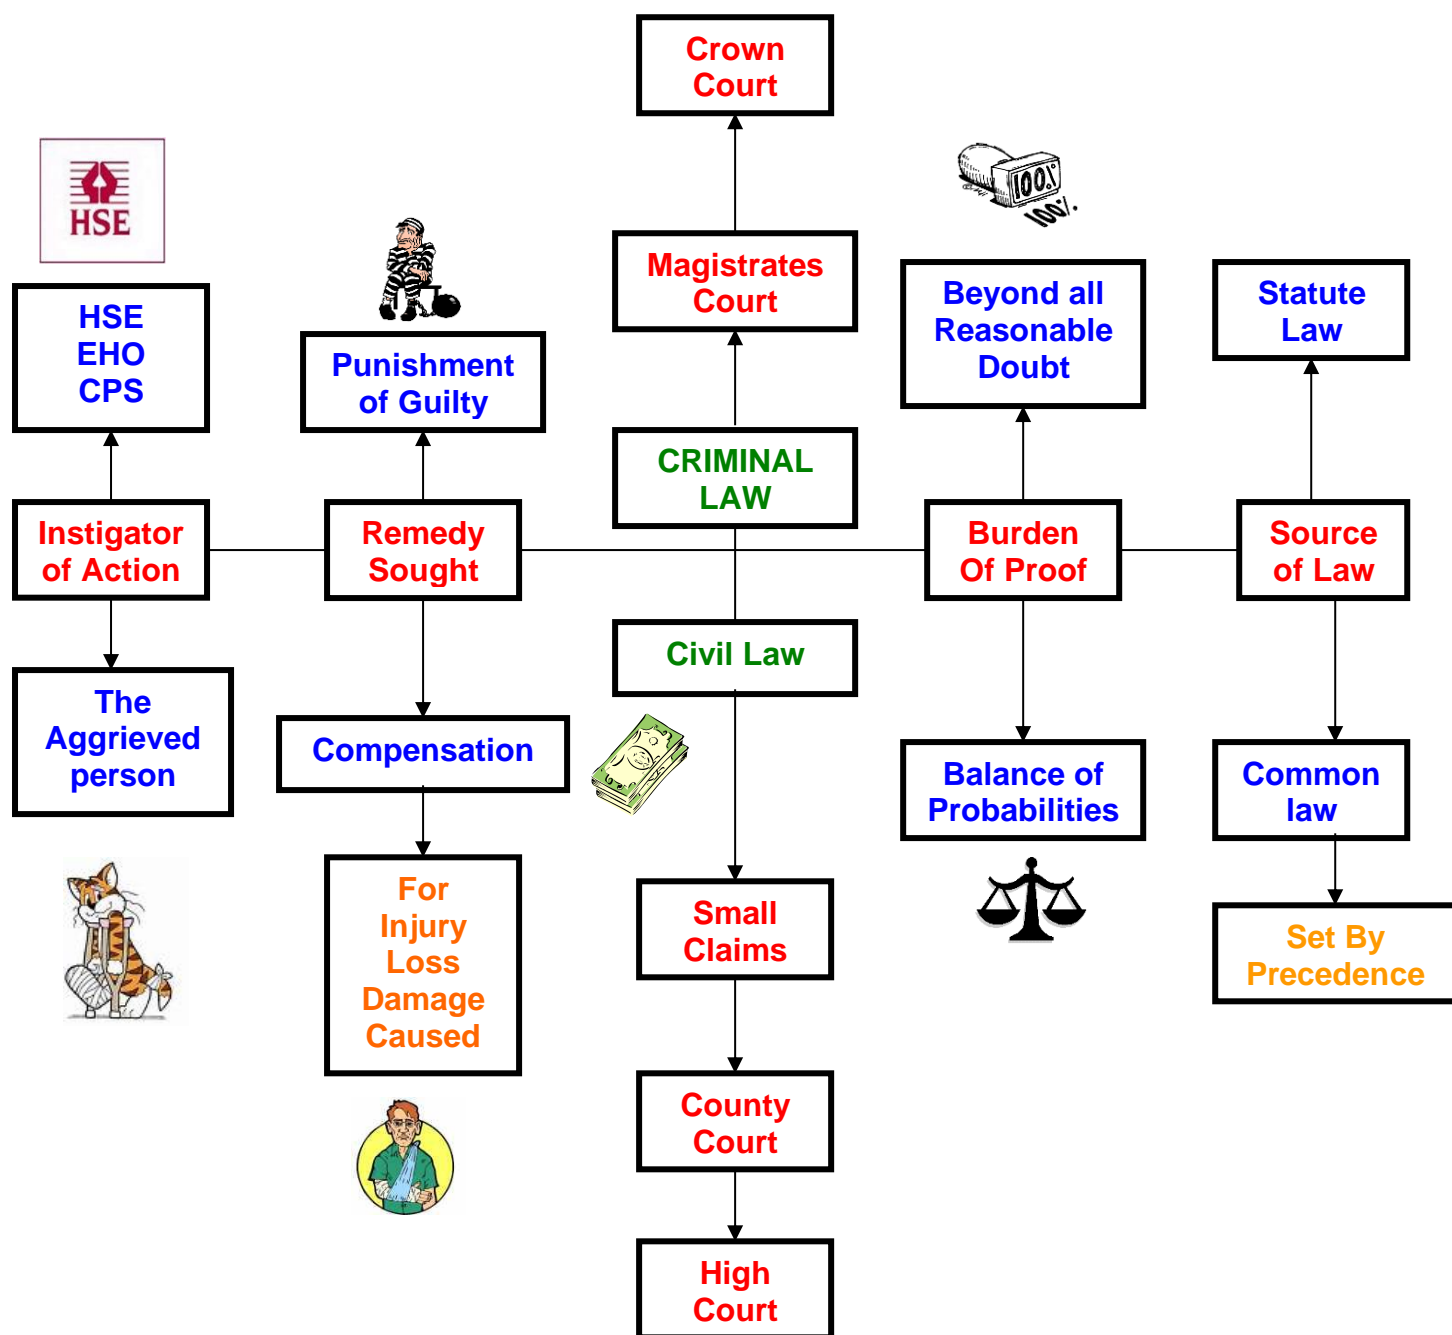 Crown
Court
HSE
100%
100%
Magistrates
Court
HSE
EHO
CPS
Punishment
of Guilty
Beyond all
Reasonable
Doubt
Statute
Law
CRIMINAL
LAW
Instigator
of Action
Remedy
Sought
Burden
Of Proof
Source
of Law
Civil Law
The
Aggrieved
person
Compensation
Balance of
Probabilities
Common
law
For
Injury
Loss
Damage
Caused
Small
Claims
Set By
Precedence
County
Court
High
Court